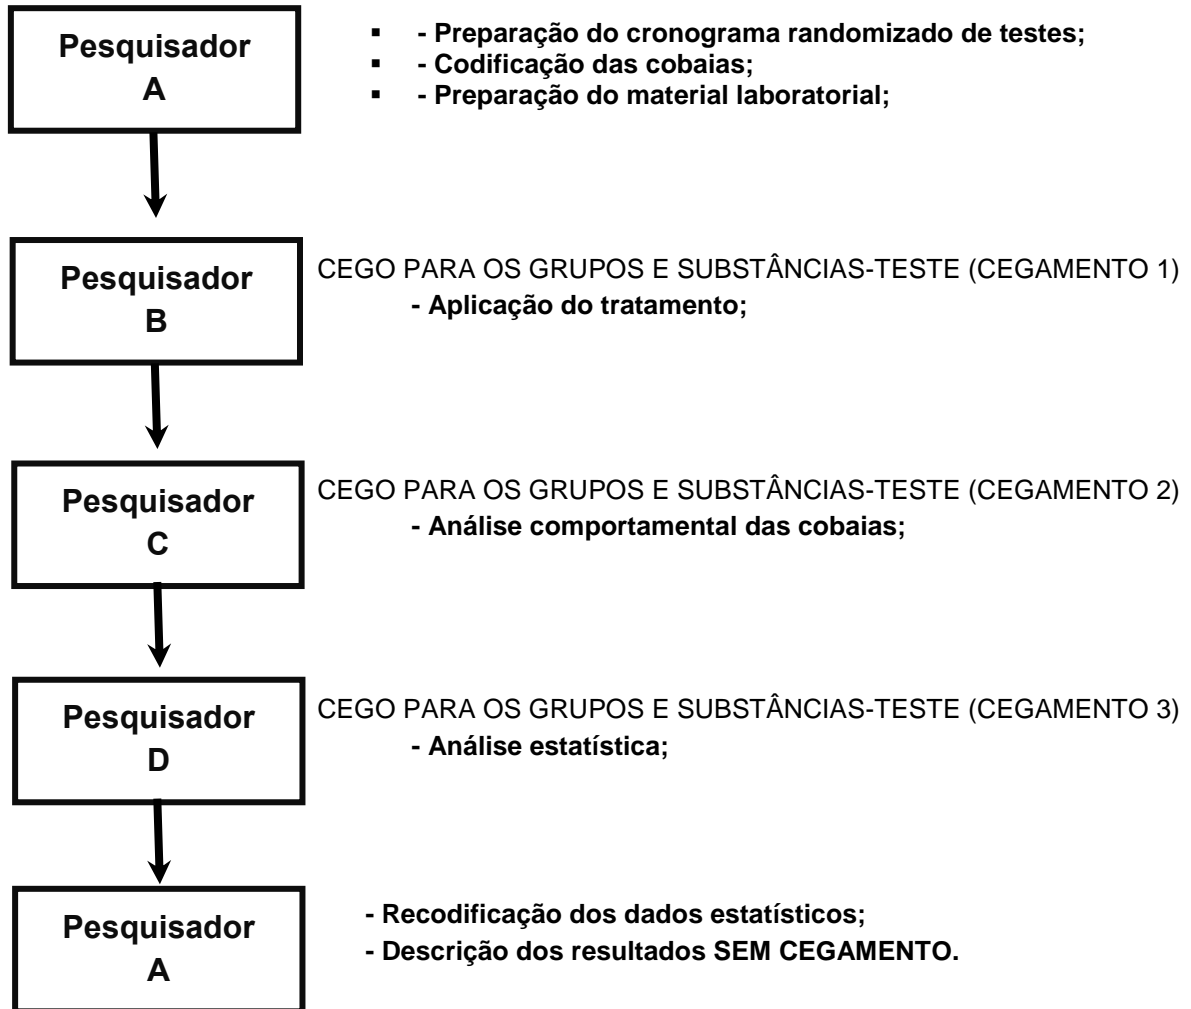 Pesquisador
A
▪ - Preparação do cronograma randomizado de testes;
▪ - Codificação das cobaias;
▪ - Preparação do material laboratorial;
Pesquisador
B
CEGO PARA OS GRUPOS E SUBSTÂNCIAS-TESTE (CEGAMENTO 1)
- Aplicação do tratamento;
Pesquisador
C
CEGO PARA OS GRUPOS E SUBSTÂNCIAS-TESTE (CEGAMENTO 2)
- Análise comportamental das cobaias;
Pesquisador
D
CEGO PARA OS GRUPOS E SUBSTÂNCIAS-TESTE (CEGAMENTO 3)
- Análise estatística;
Pesquisador
A
- Recodificação dos dados estatísticos;
- Descrição dos resultados SEM CEGAMENTO.